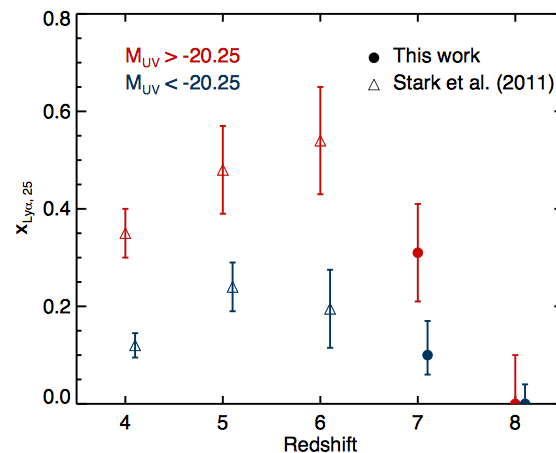 0.8
M_UV > -20.25
This work
M_UV < -20.25
Stark et al. (2011)
0.6
x_Lyα, 25
0.4
0.2
0.0
4 5 6 7 8
Redshift